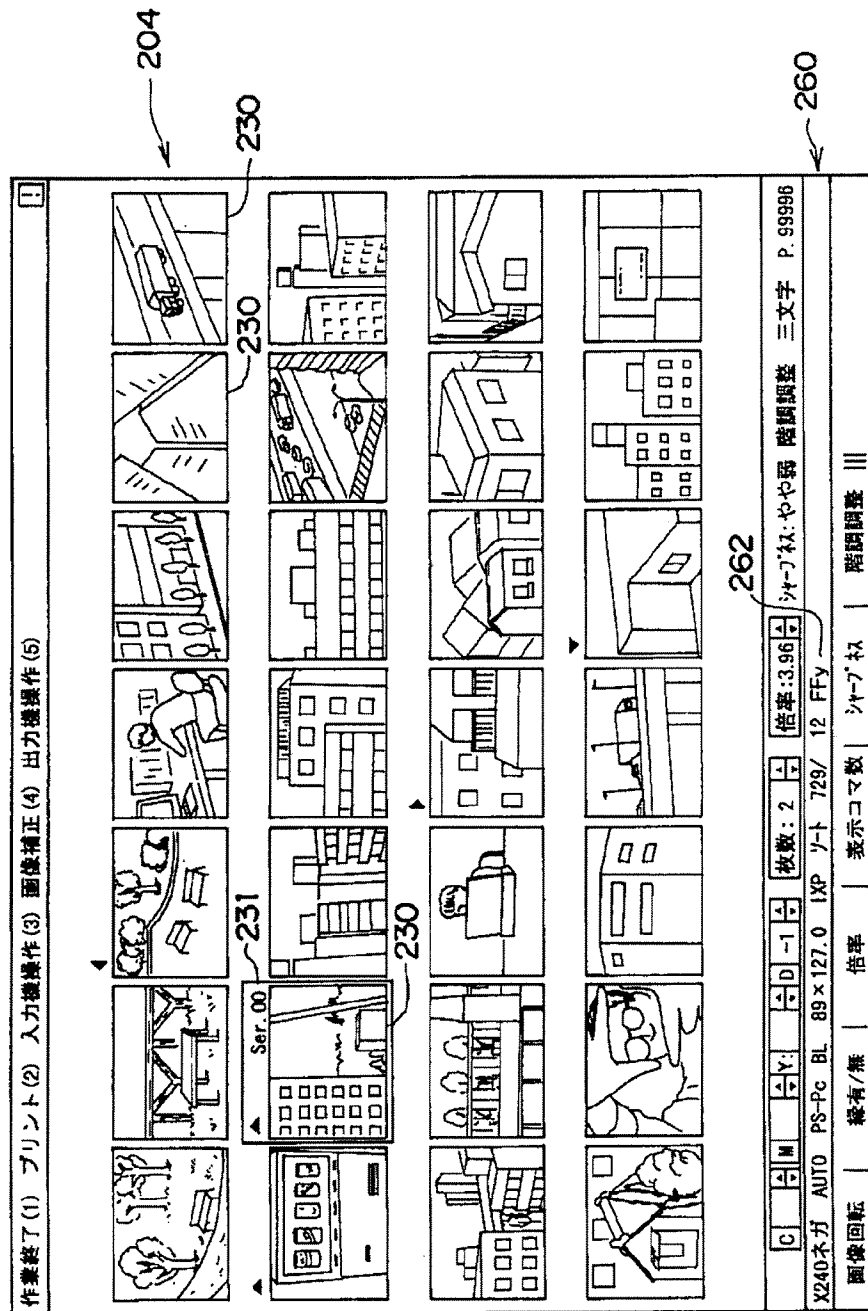 作業終了(1) プリント(2) 入力機操作(3) 画像補正(4) 出力機操作(5)
204
230
230
231
Ser. 00
230
262
260
C M Y: D -1 枚数: 2 倍率:3.96 シャープネス:やや弱 階調調整 三文字 P. 99996
X240ネガ AUTO PS-Pc BL 89×127.0 IXP ソート 729/ 12 FFy
画像回転 縁有/無 倍率 表示コマ数 シャープネス 階調調整